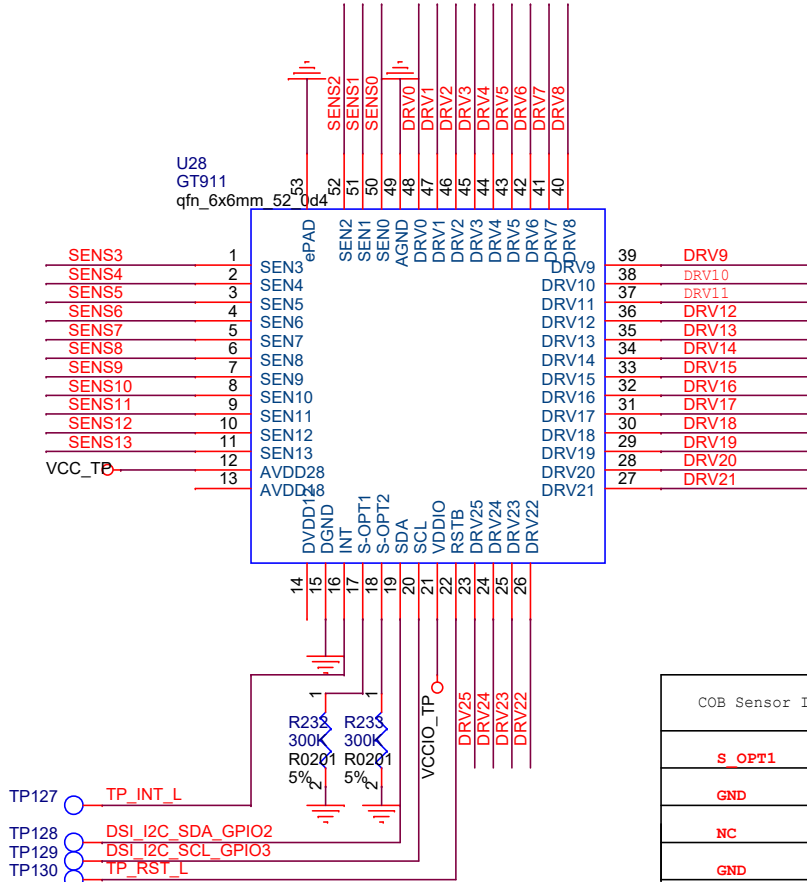 SENS2
SENS1
SENS0
DRV0
DRV1
DRV2
DRV3
DRV4
DRV5
DRV6
DRV7
DRV8
U28
GT911
qfn_6x6mm_52_0d4
53
52
51
50
49
48
47
46
45
44
43
42
41
40
ePAD
SEN2
SEN1
SEN0
AGND
DRV0
DRV1
DRV2
DRV3
DRV4
DRV5
DRV6
DRV7
DRV8
SENS3 1 SEN3
SENS4 2 SEN4
SENS5 3 SEN5
SENS6 4 SEN6
SENS7 5 SEN7
SENS8 6 SEN8
SENS9 7 SEN9
SENS10 8 SEN10
SENS11 9 SEN11
SENS12 10 SEN12
SENS13 11 SEN13
VCC_TP 12 AVDD28
13 AVDD18
DRV9 39 DRV9
DRV10 38 DRV10
DRV11 37 DRV11
DRV12 36 DRV12
DRV13 35 DRV13
DRV14 34 DRV14
DRV15 33 DRV15
DRV16 32 DRV16
DRV17 31 DRV17
DRV18 30 DRV18
DRV19 29 DRV19
DRV20 28 DRV20
DRV21 27 DRV21
DVDD12
DGND
INT
S-OPT1
S-OPT2
SDA
SCL
VDDIO
RSTB
DRV25
DRV24
DRV23
DRV22
14
15
16
17
18
19
20
21
22
23
24
25
26
1
R232
300K
R0201
5%
2
1
R233
300K
R0201
5%
2
VCCIO_TP
DRV25
DRV24
DRV23
DRV22
TP127 TP_INT_L
TP128 DSI_I2C_SDA_GPIO2
TP129 DSI_I2C_SCL_GPIO3
TP130 TP_RST_L
COB Sensor I
S_OPT1
GND
NC
GND